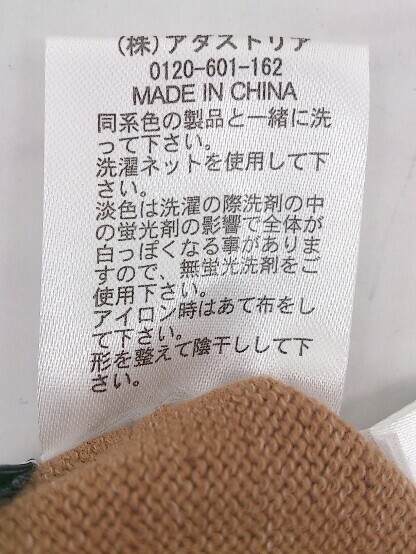 (株)アダストリア
0120-601-162
MADE IN CHINA
同系色の製品と一緒に洗
って下さい。
洗濯ネットを使用して下
さい。
淡色は洗濯の際洗剤の中
の蛍光剤の影響で全体が
白っぽくなる事がありま
すので、無蛍光洗剤をご
使用下さい。
アイロン時はあて布をし
て下さい。
形を整えて陰干しして下
さい。